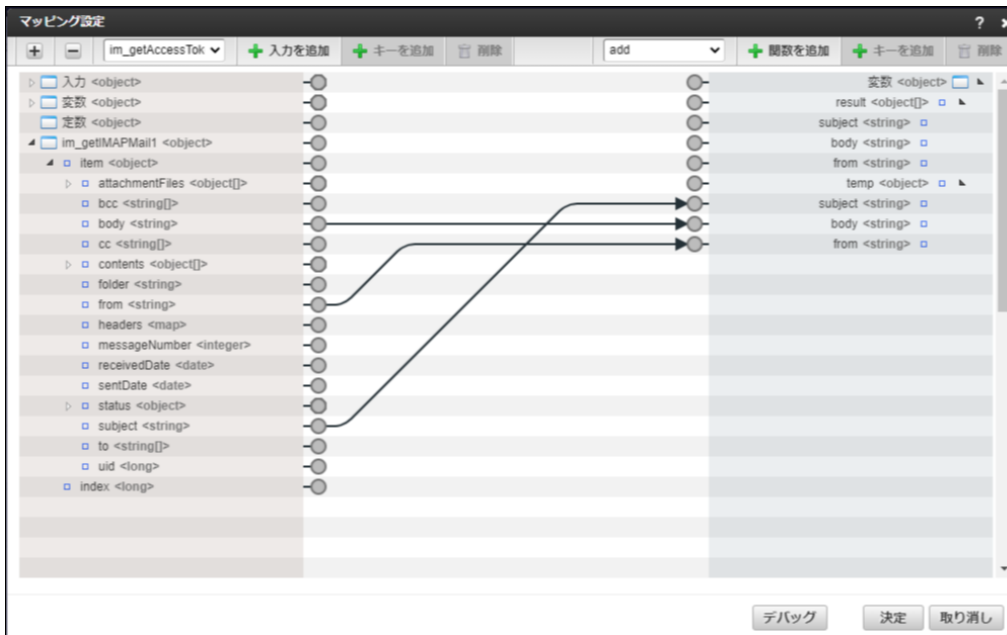 マッピング設定
?
im_getAccessTok
入力を追加
キーを追加
削除
add
関数を追加
キーを追加
削除
入力 <object>
変数 <object>
定数 <object>
im_getIMAPMail1 <object>
item <object>
attachmentFiles <object[]>
bcc <string[]>
body <string>
cc <string[]>
contents <object[]>
folder <string>
from <string>
headers <map>
messageNumber <integer>
receivedDate <date>
sentDate <date>
status <object>
subject <string>
to <string[]>
uid <long>
index <long>
変数 <object>
result <object[]>
subject <string>
body <string>
from <string>
temp <object>
subject <string>
body <string>
from <string>
デバッグ
決定
取り消し